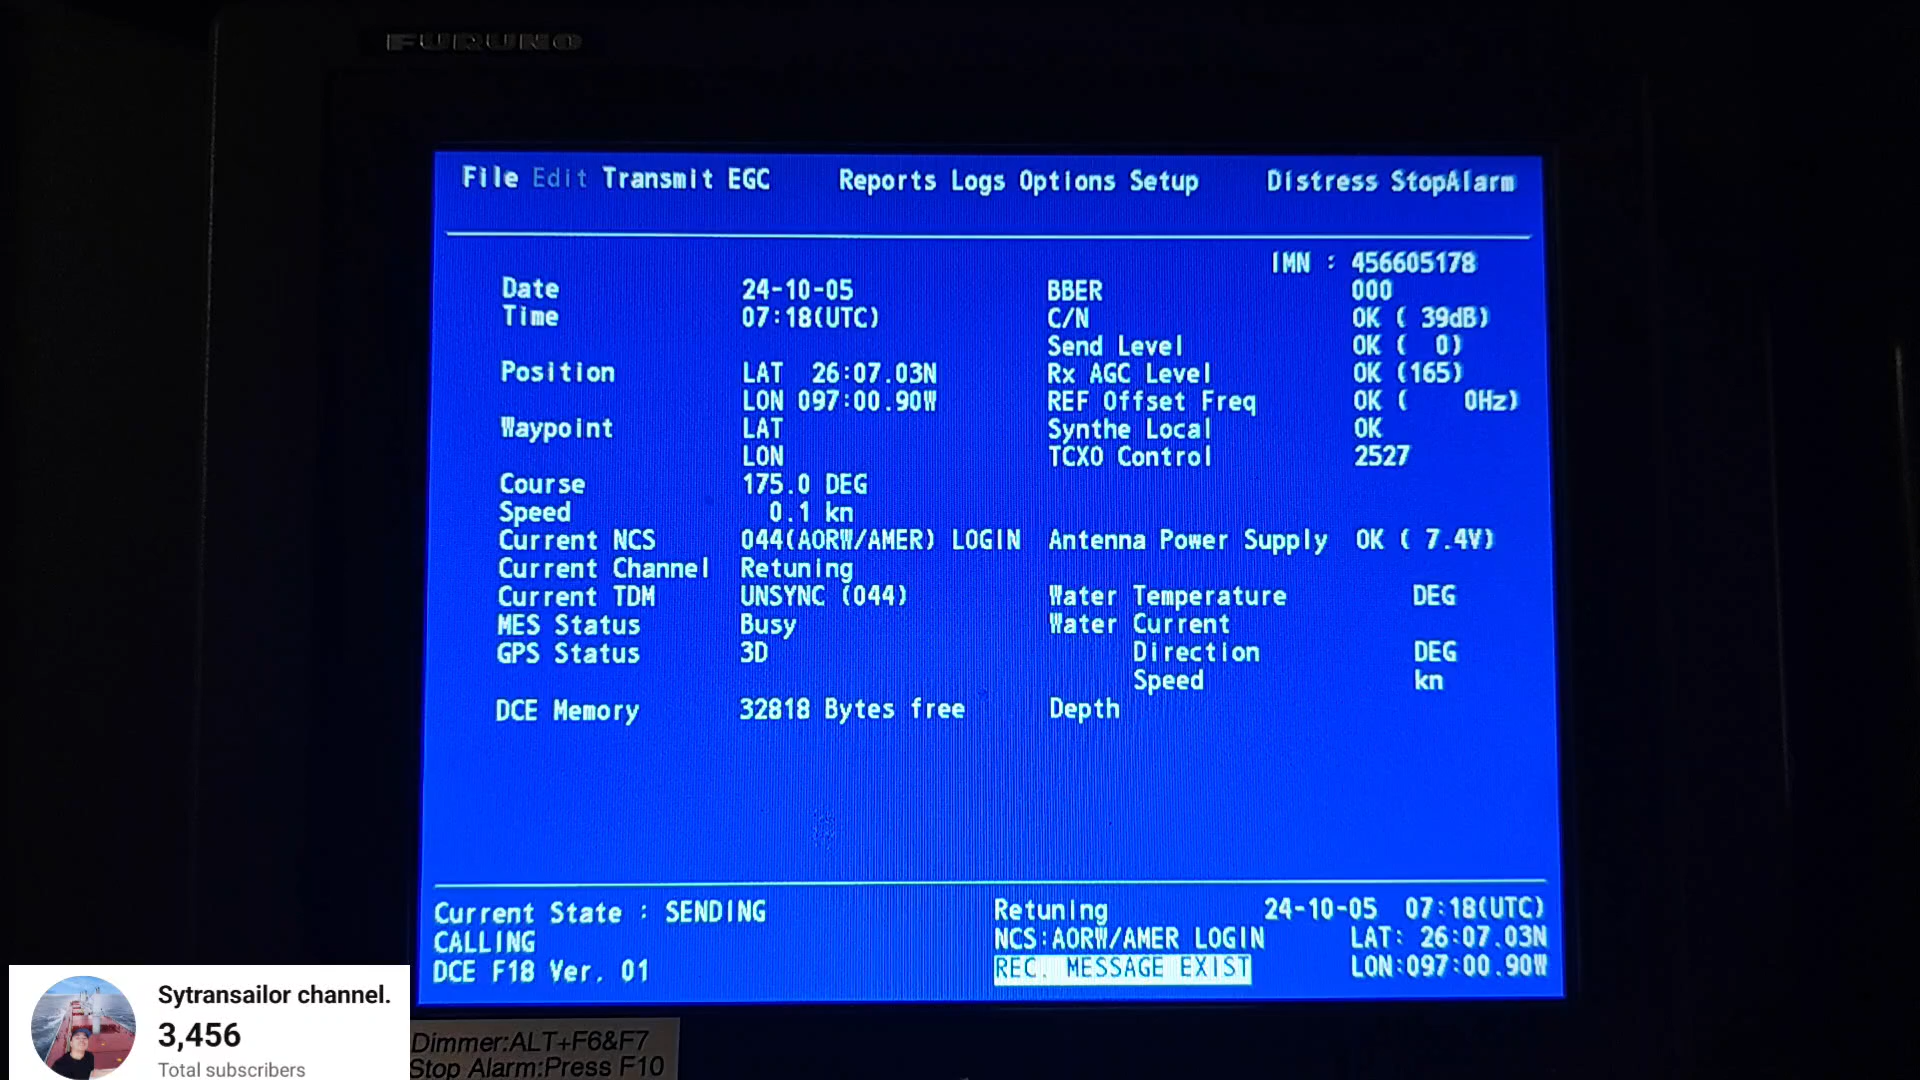 FURUNO
File Edit Transmit EGC Reports Logs Options Setup Distress StopAlarm
IMN : 456605178
Date 24-10-05 BBER 000
Time 07:18(UTC) C/N OK ( 39dB)
Send Level OK ( 0)
Position LAT 26:07.03N Rx AGC Level OK (165)
LON 097:00.90W REF Offset Freq OK ( 0Hz)
Waypoint LAT Synthe Local OK
LON TCXO Control 2527
Course 175.0 DEG
Speed 0.1 kn
Current NCS 044(AORW/AMER) LOGIN Antenna Power Supply OK ( 7.4V)
Current Channel Retuning
Current TDM UNSYNC (044) Water Temperature DEG
MES Status Busy Water Current
GPS Status 3D Direction DEG
Speed kn
DCE Memory 32818 Bytes free Depth
Current State : SENDING Retuning 24-10-05 07:18(UTC)
CALLING NCS:AORW/AMER LOGIN LAT: 26:07.03N
DCE F18 Ver. 01 REC. MESSAGE EXIST LON:097:00.90W
Sytransailor channel.
3,456
Total subscribers
Dimmer:ALT+F6&F7
Stop Alarm:Press F10